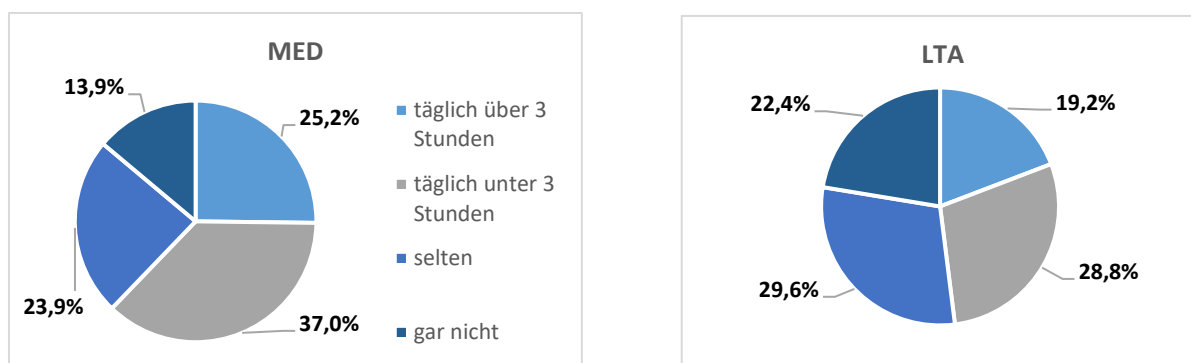 MED
13,9%
25,2%
23,9%
37,0%
täglich über 3
Stunden
täglich unter 3
Stunden
selten
gar nicht
LTA
22,4%
19,2%
29,6%
28,8%